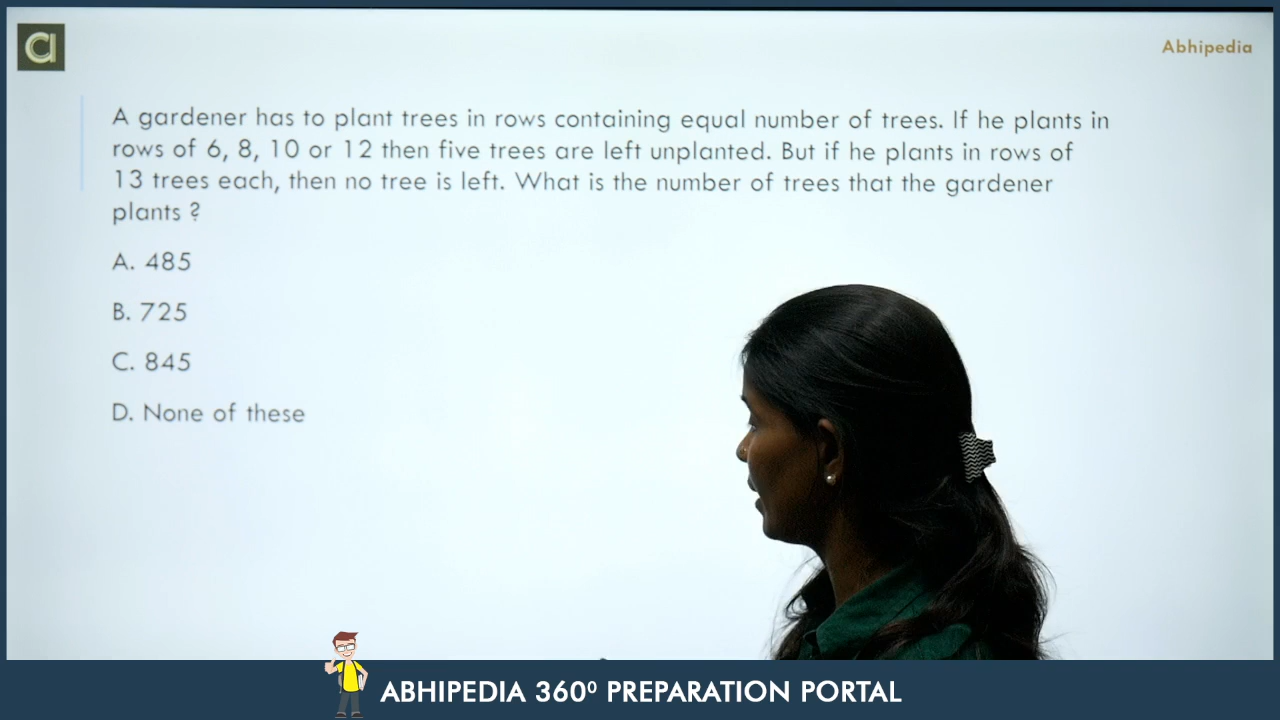 Abhipedia
A gardener has to plant trees in rows containing equal number of trees. If he plants in
rows of 6, 8, 10 or 12 then five trees are left unplanted. But if he plants in rows of
13 trees each, then no tree is left. What is the number of trees that the gardener
plants ?
A. 485
B. 725
C. 845
D. None of these
ABHIPEDIA 360⁰ PREPARATION PORTAL